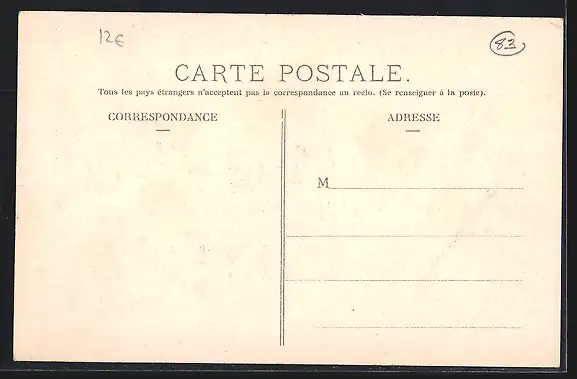 12€
83
CARTE POSTALE.
Tous les pays étrangers n'acceptent pas la correspondance au recto. (Se renseigner à la poste).
CORRESPONDANCE
ADRESSE
M